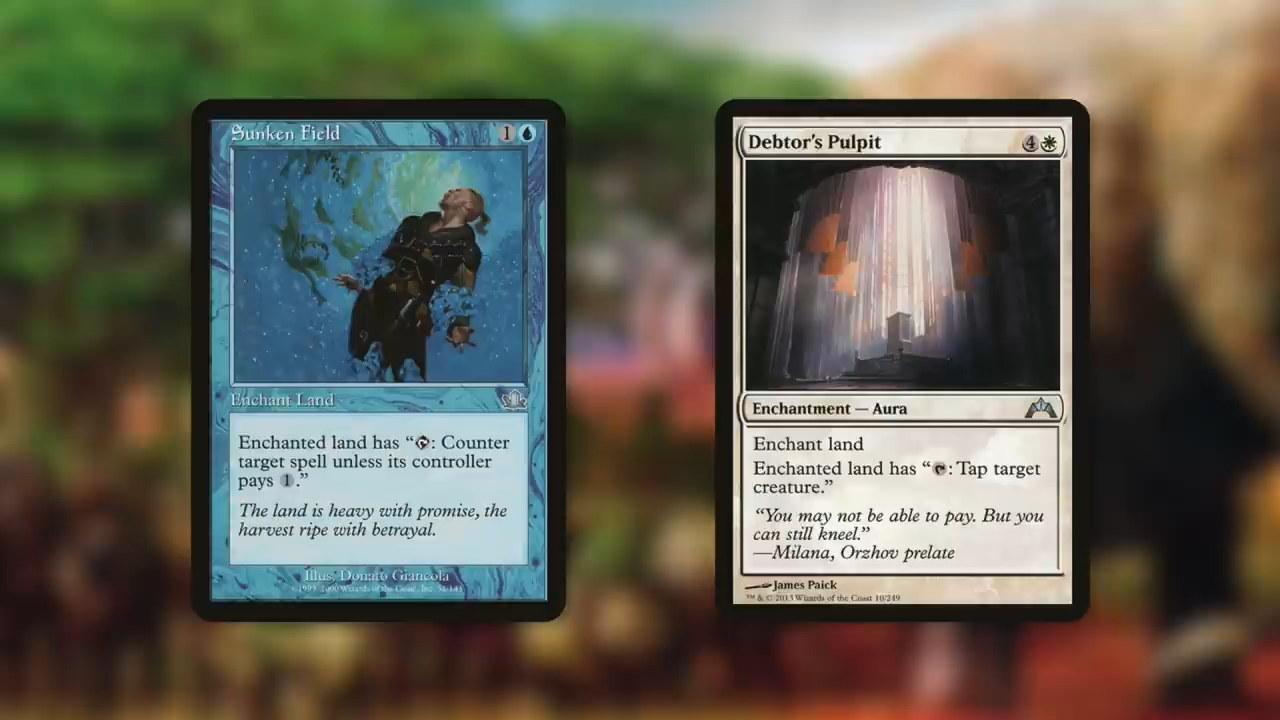 Sunken Field 1
Enchant Land
Enchanted land has “: Counter
target spell unless its controller
pays 1.”
The land is heavy with promise, the
harvest ripe with betrayal.
Illus. Donato Giancola
Debtor's Pulpit 4
Enchantment — Aura
Enchant land
Enchanted land has “: Tap target
creature.”
“You may not be able to pay. But you
can still kneel.”
—Milana, Orzhov prelate
James Paick
™ & © 2013 Wizards of the Coast 10/249